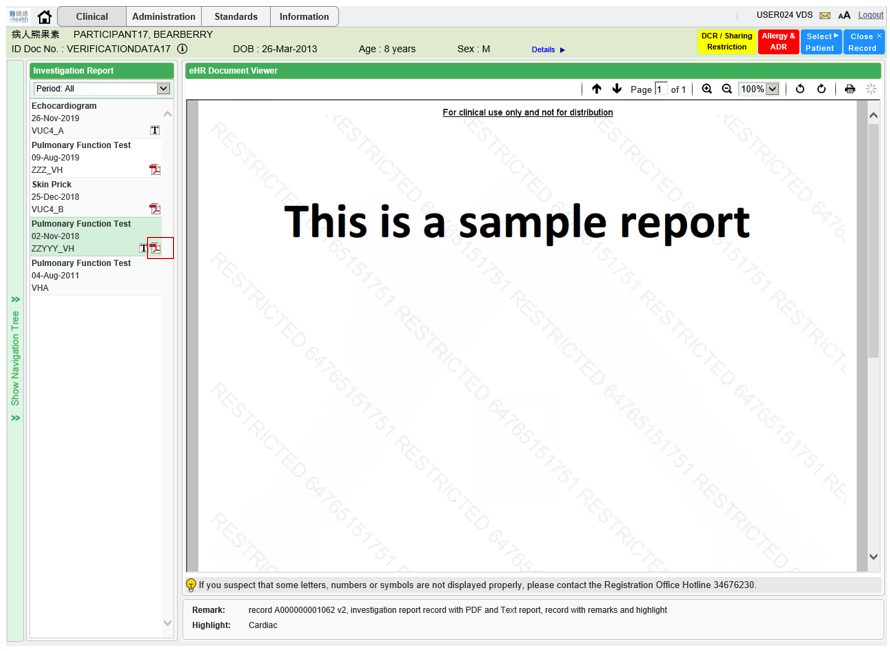 醫健通
eHealth
Clinical
Administration
Standards
Information
USER024 VDS
AA
Logout
病人熊果素 PARTICIPANT17, BEARBERRY
ID Doc No. : VERIFICATIONDATA17
DOB : 26-Mar-2013
Age : 8 years
Sex : M
Details
DCR / Sharing
Restriction
Allergy &
ADR
Select
Patient
Close ×
Record
Show Navigation Tree
Investigation Report
Period: All
Echocardiogram
26-Nov-2019
VUC4_A T
Pulmonary Function Test
09-Aug-2019
ZZZ_VH
Skin Prick
25-Dec-2018
VUC4_B
Pulmonary Function Test
02-Nov-2018
ZZYYY_VH T
Pulmonary Function Test
04-Aug-2011
VHA
eHR Document Viewer
Page 1 of 1
100%
For clinical use only and not for distribution
This is a sample report
RESTRICTED 64765151751 RESTRICTED 64765151751 RESTRICTED
If you suspect that some letters, numbers or symbols are not displayed properly, please contact the Registration Office Hotline 34676230.
Remark: record A000000001062 v2, investigation report record with PDF and Text report, record with remarks and highlight
Highlight: Cardiac